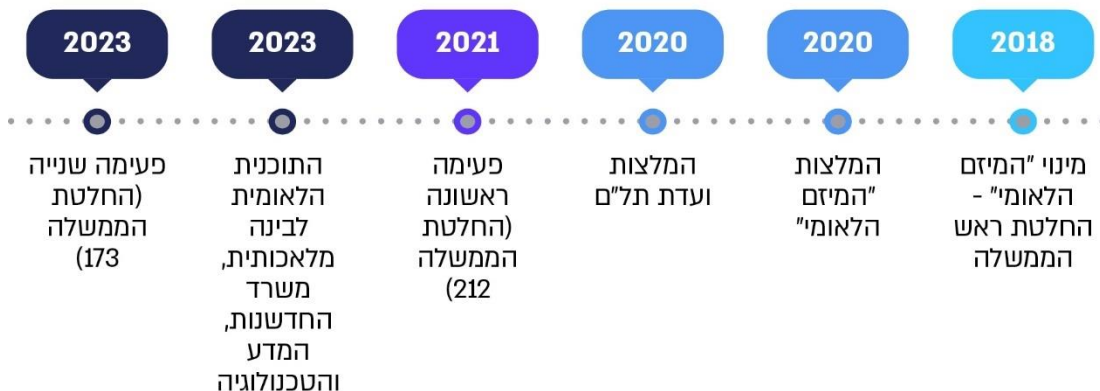 2018
מינוי "המיזם
הלאומי" -
החלטת ראש
הממשלה
2020
המלצות
"המיזם
הלאומי"
2020
המלצות
ועדת תל"ם
2021
פעימה
ראשונה
(החלטת
הממשלה
212)
2023
התוכנית
הלאומית
לבינה
מלאכותית,
משרד
החדשנות,
המדע
והטכנולוגיה
2023
פעימה שנייה
(החלטת
הממשלה
173)